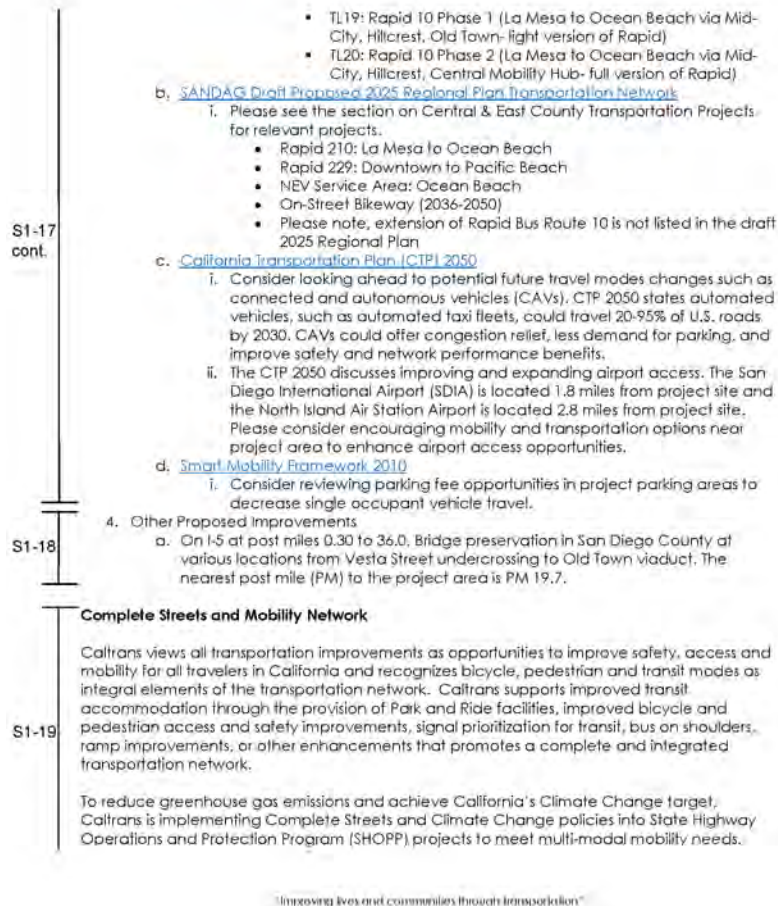 ▪ TL19: Rapid 10 Phase 1 (La Mesa to Ocean Beach via Mid-
City, Hillcrest, Old Town- light version of Rapid)
▪ TL20: Rapid 10 Phase 2 (La Mesa to Ocean Beach via Mid-
City, Hillcrest, Central Mobility Hub- full version of Rapid)
b. SANDAG Draft Proposed 2025 Regional Plan Transportation Network
i. Please see the section on Central & East County Transportation Projects
for relevant projects.
• Rapid 210: La Mesa to Ocean Beach
• Rapid 229: Downtown to Pacific Beach
• NEV Service Area: Ocean Beach
• On-Street Bikeway (2036-2050)
• Please note, extension of Rapid Bus Route 10 is not listed in the draft
2025 Regional Plan
S1-17
cont.
c. California Transportation Plan (CTP) 2050
i. Consider looking ahead to potential future travel modes changes such as
connected and autonomous vehicles (CAVs). CTP 2050 states automated
vehicles, such as automated taxi fleets, could travel 20-95% of U.S. roads
by 2030. CAVs could offer congestion relief, less demand for parking, and
improve safety and network performance benefits.
ii. The CTP 2050 discusses improving and expanding airport access. The San
Diego International Airport (SDIA) is located 1.8 miles from project site and
the North Island Air Station Airport is located 2.8 miles from project site.
Please consider encouraging mobility and transportation options near
project area to enhance airport access opportunities.
d. Smart Mobility Framework 2010
i. Consider reviewing parking fee opportunities in project parking areas to
decrease single occupant vehicle travel.
4. Other Proposed Improvements
S1-18
a. On I-5 at post miles 0.30 to 36.0, Bridge preservation in San Diego County at
various locations from Vesta Street undercrossing to Old Town viaduct. The
nearest post mile (PM) to the project area is PM 19.7.
Complete Streets and Mobility Network
Caltrans views all transportation improvements as opportunities to improve safety, access and
mobility for all travelers in California and recognizes bicycle, pedestrian and transit modes as
integral elements of the transportation network. Caltrans supports improved transit
accommodation through the provision of Park and Ride facilities, improved bicycle and
S1-19
pedestrian access and safety improvements, signal prioritization for transit, bus on shoulders,
ramp improvements, or other enhancements that promotes a complete and integrated
transportation network.
To reduce greenhouse gas emissions and achieve California's Climate Change target,
Caltrans is implementing Complete Streets and Climate Change policies into State Highway
Operations and Protection Program (SHOPP) projects to meet multi-modal mobility needs.
"Improving lives and communities through transportation"